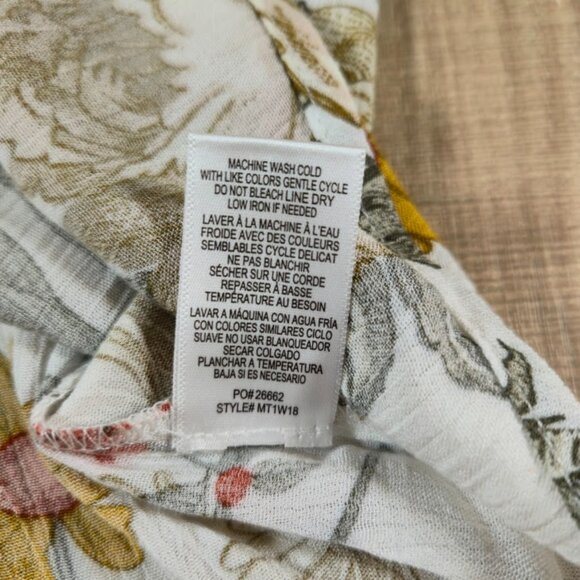 MACHINE WASH COLD
WITH LIKE COLORS GENTLE CYCLE
DO NOT BLEACH LINE DRY
LOW IRON IF NEEDED
LAVER À LA MACHINE À L'EAU
FROIDE AVEC DES COULEURS
SEMBLABLES CYCLE DELICAT
NE PAS BLANCHIR
SÉCHER SUR UNE CORDE
REPASSER À BASSE
TEMPÉRATURE AU BESOIN
LAVAR A MÁQUINA CON AGUA FRÍA
CON COLORES SIMILARES CICLO
SUAVE NO USAR BLANQUEADOR
SECAR COLGADO
PLANCHAR A TEMPERATURA
BAJA SI ES NECESARIO
PO# 26662
STYLE# MT1W18